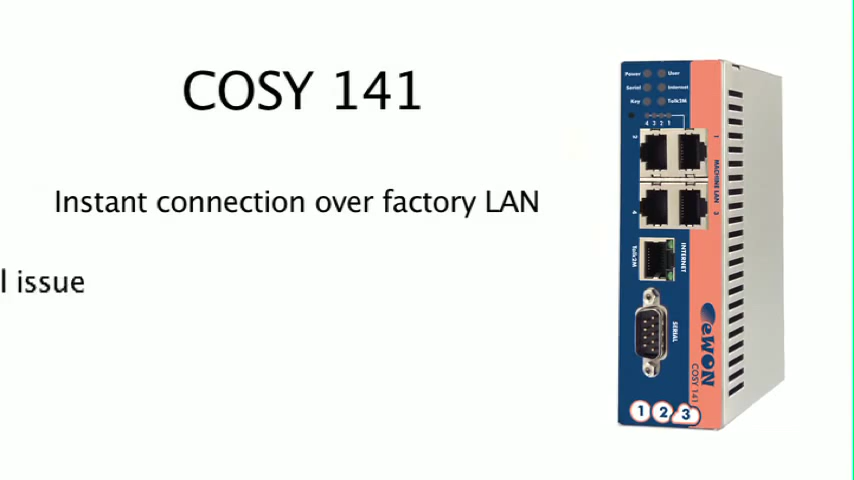 COSY 141
Instant connection over factory LAN
l issue
Power
User
Serial
Internet
Key
Talk2M
4 3 2 1
2
1
MACHINE LAN
4
3
Talk2M
INTERNET
SERIAL
eWON
COSY 141
1 2 3